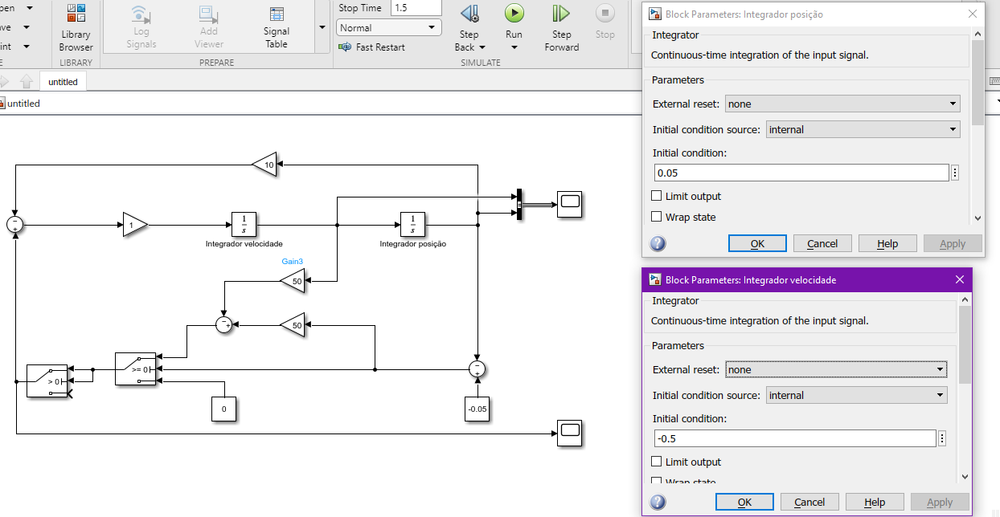 pen
Stop Time 1.5
ave
Library
Browser
Log
Signals
Add
Viewer
Signal
Table
Normal
Fast Restart
Step
Back
Run
Step
Forward
Stop
int
E
LIBRARY
PREPARE
SIMULATE
untitled
untitled
10
1
1
s
Integrador velocidade
1
s
Integrador posição
Gain3
50
50
>= 0
> 0
0
-0.05
Block Parameters: Integrador posição
Integrator
Continuous-time integration of the input signal.
Parameters
External reset: none
Initial condition source: internal
Initial condition:
0.05
Limit output
Wrap state
OK
Cancel
Help
Apply
Block Parameters: Integrador velocidade
Integrator
Continuous-time integration of the input signal.
Parameters
External reset: none
Initial condition source: internal
Initial condition:
-0.5
Limit output
Wrap state
OK
Cancel
Help
Apply